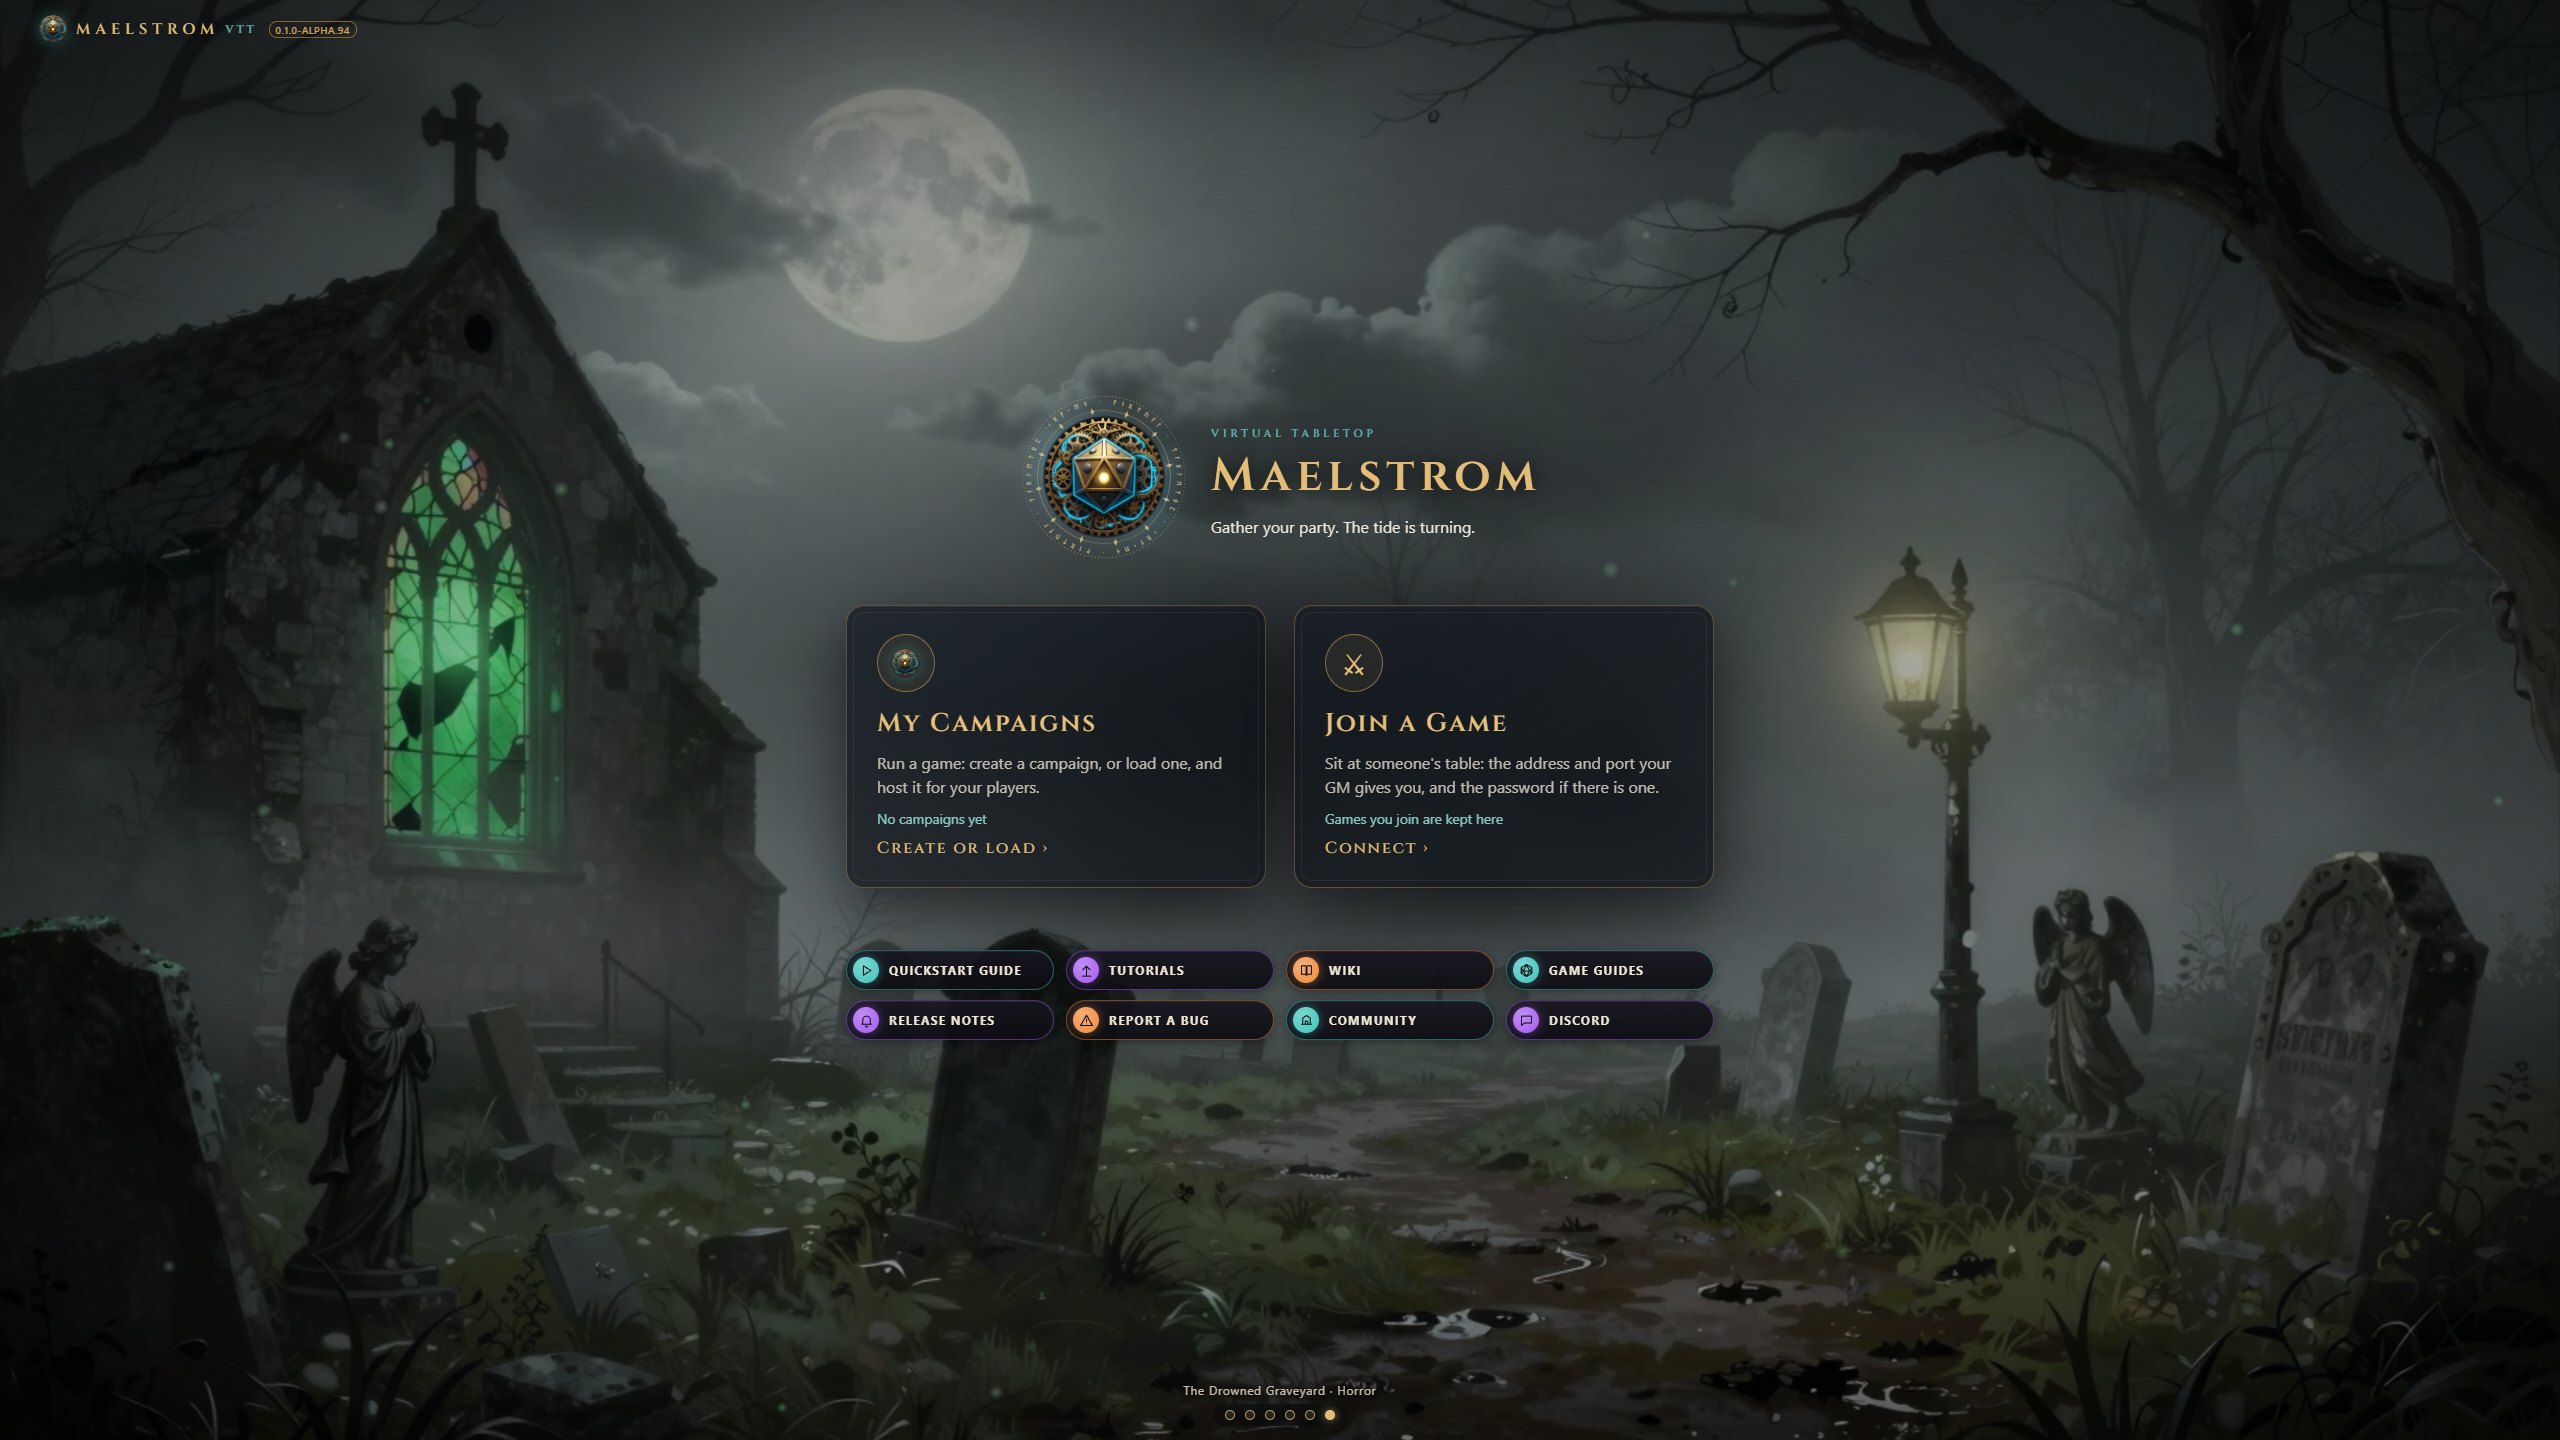 MAELSTROM VTT 0.1.0-ALPHA.94
VIRTUAL TABLETOP
MAELSTROM
Gather your party. The tide is turning.
MY CAMPAIGNS
Run a game: create a campaign, or load one, and
host it for your players.
No campaigns yet
CREATE OR LOAD ›
JOIN A GAME
Sit at someone's table: the address and port your
GM gives you, and the password if there is one.
Games you join are kept here
CONNECT ›
QUICKSTART GUIDE
TUTORIALS
WIKI
GAME GUIDES
RELEASE NOTES
REPORT A BUG
COMMUNITY
DISCORD
The Drowned Graveyard · Horror